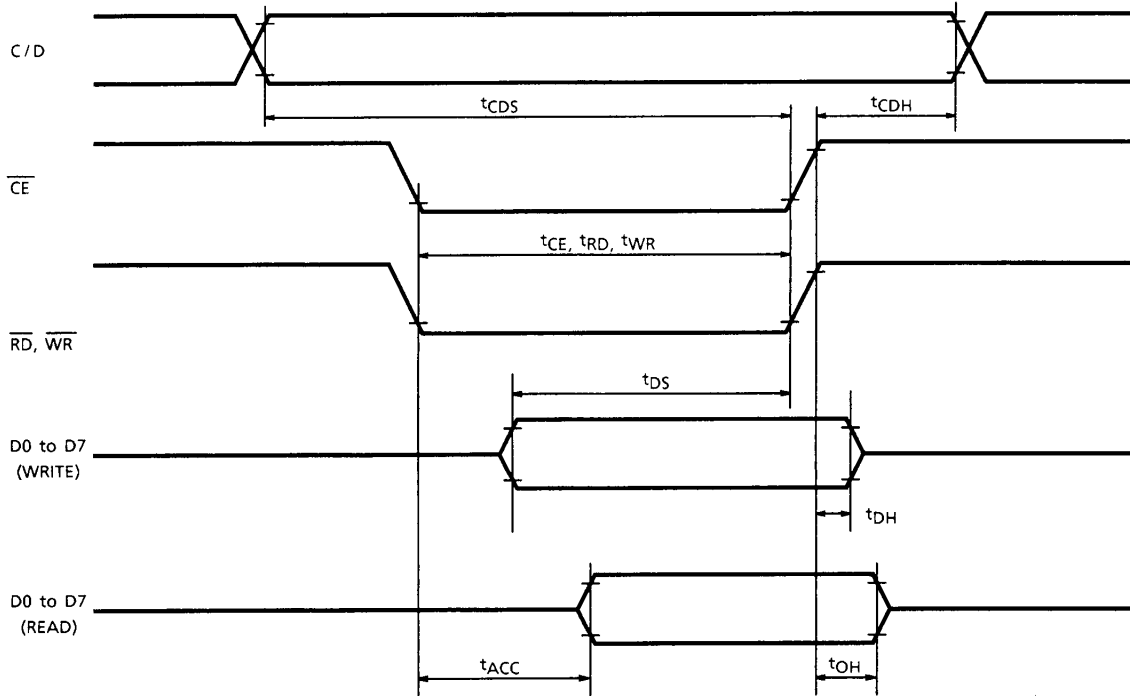 C/D
tCDS
tCDH
CE
tCE, tRD, tWR
RD, WR
tDS
D0 to D7
(WRITE)
tDH
D0 to D7
(READ)
tACC
tOH